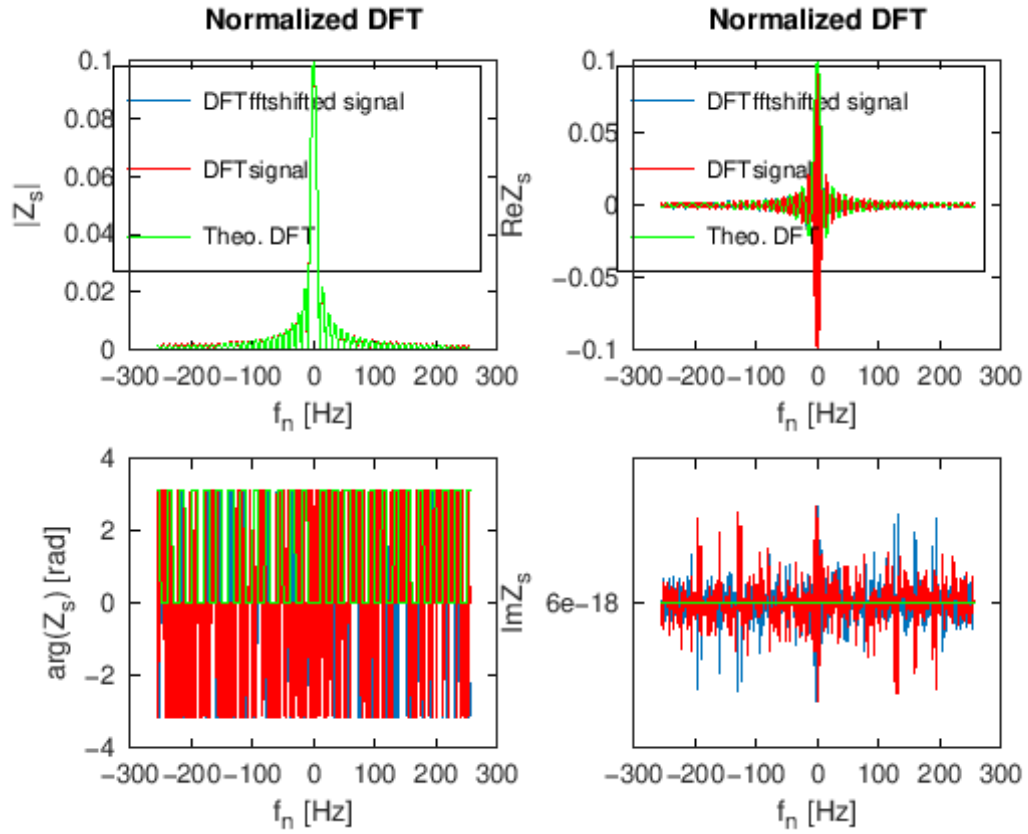 Normalized DFT
0.1
0.08
0.06
0.04
0.02
0
|Z_s|
DFTfftshifted signal
DFTsignal
Theo. DFT
−300 −200 −100 0 100 200 300
f_n [Hz]
Normalized DFT
0.1
0.05
0
−0.05
−0.1
ReZ_s
DFTfftshifted signal
DFTsignal
Theo. DFT
−300 −200 −100 0 100 200 300
f_n [Hz]
4
2
0
−2
−4
arg(Z_s) [rad]
−300 −200 −100 0 100 200 300
f_n [Hz]
6e−18
ImZ_s
−300 −200 −100 0 100 200 300
f_n [Hz]